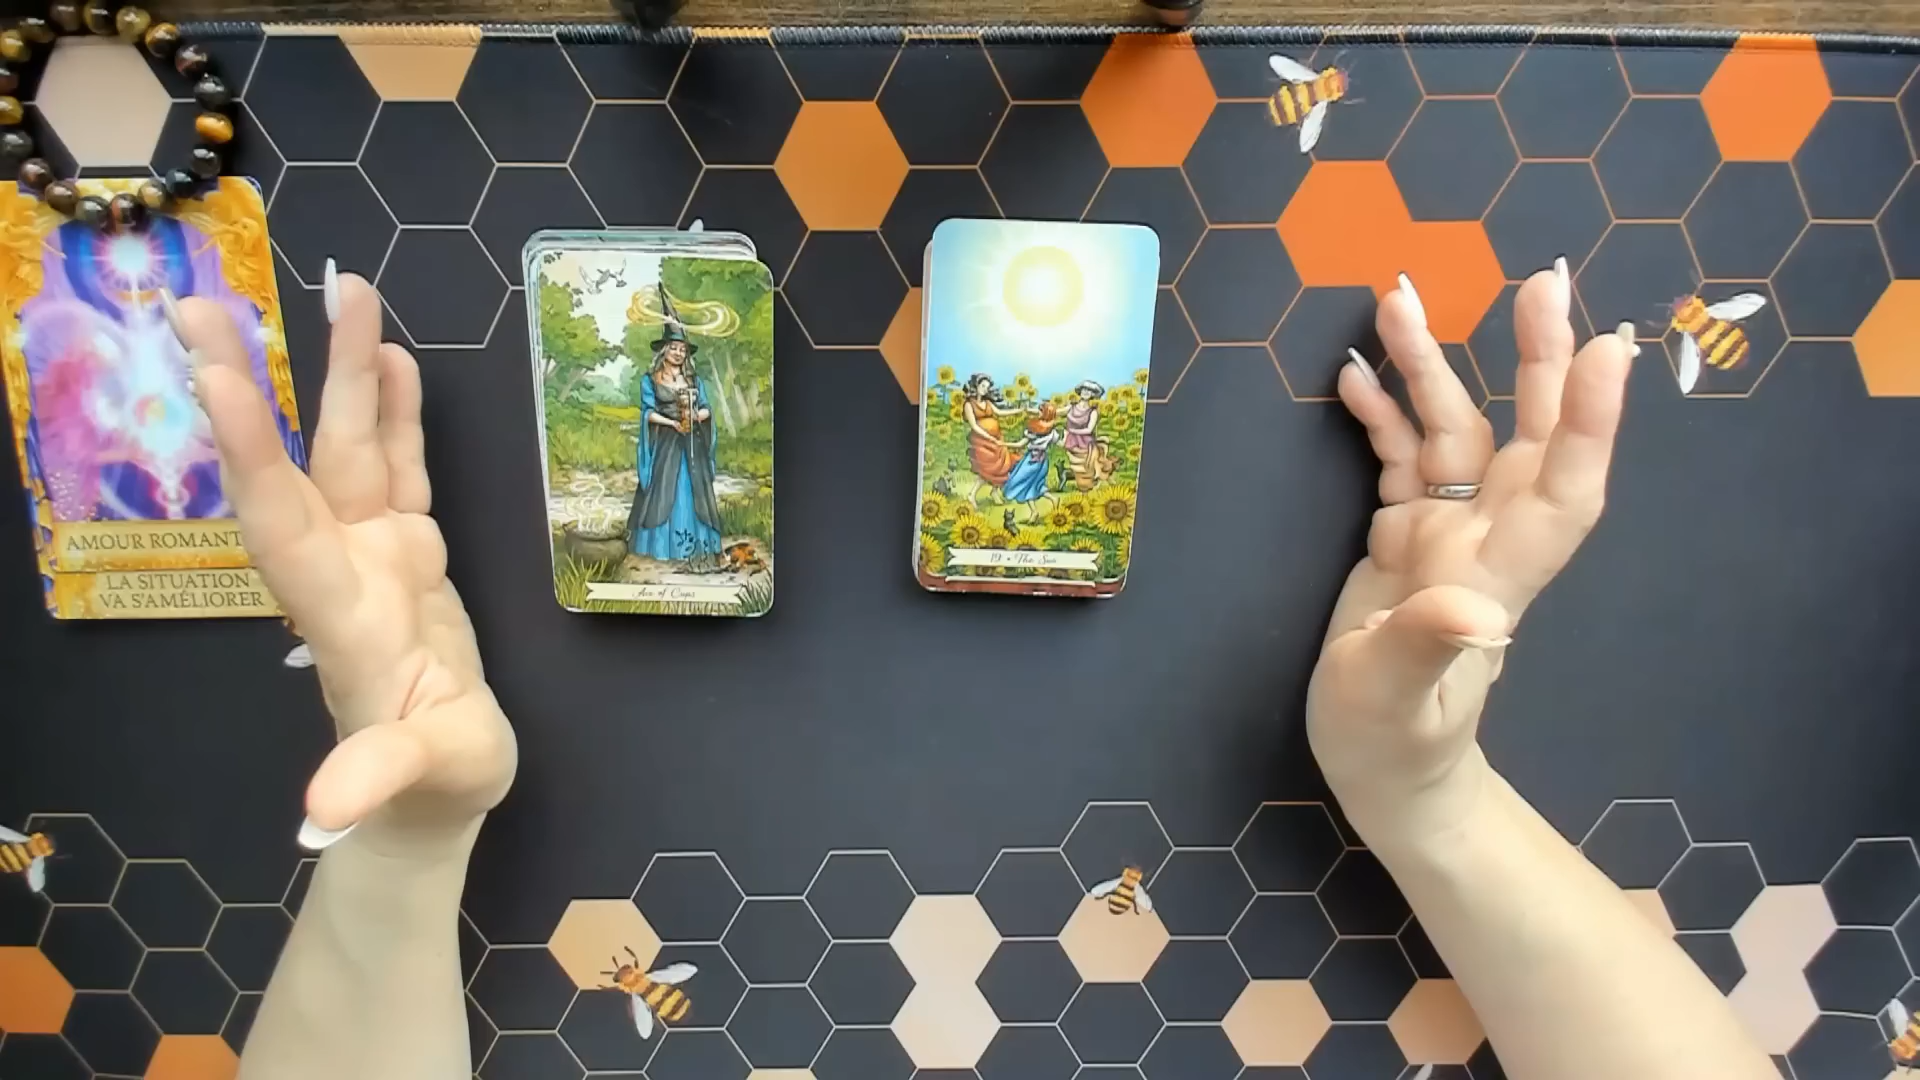 AMOUR ROMANT
LA SITUATION
VA S'AMÉLIORER
Ace of Cups
19 • The Sun